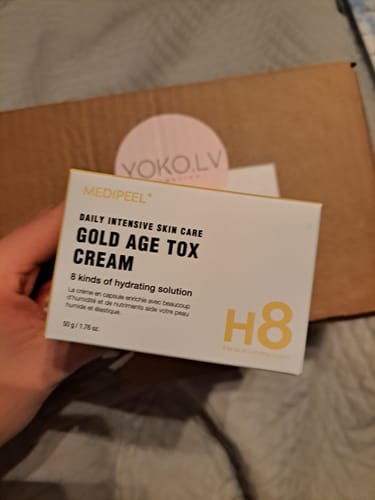 YOKO.LV
MEDIPEEL+
DAILY INTENSIVE SKIN CARE
GOLD AGE TOX
CREAM
8 kinds of hydrating solution
La crème en capsule enrichie avec beaucoup
d'humidité et de nutriments aide votre peau
humide et élastique.
50 g / 1.76 oz.
H8